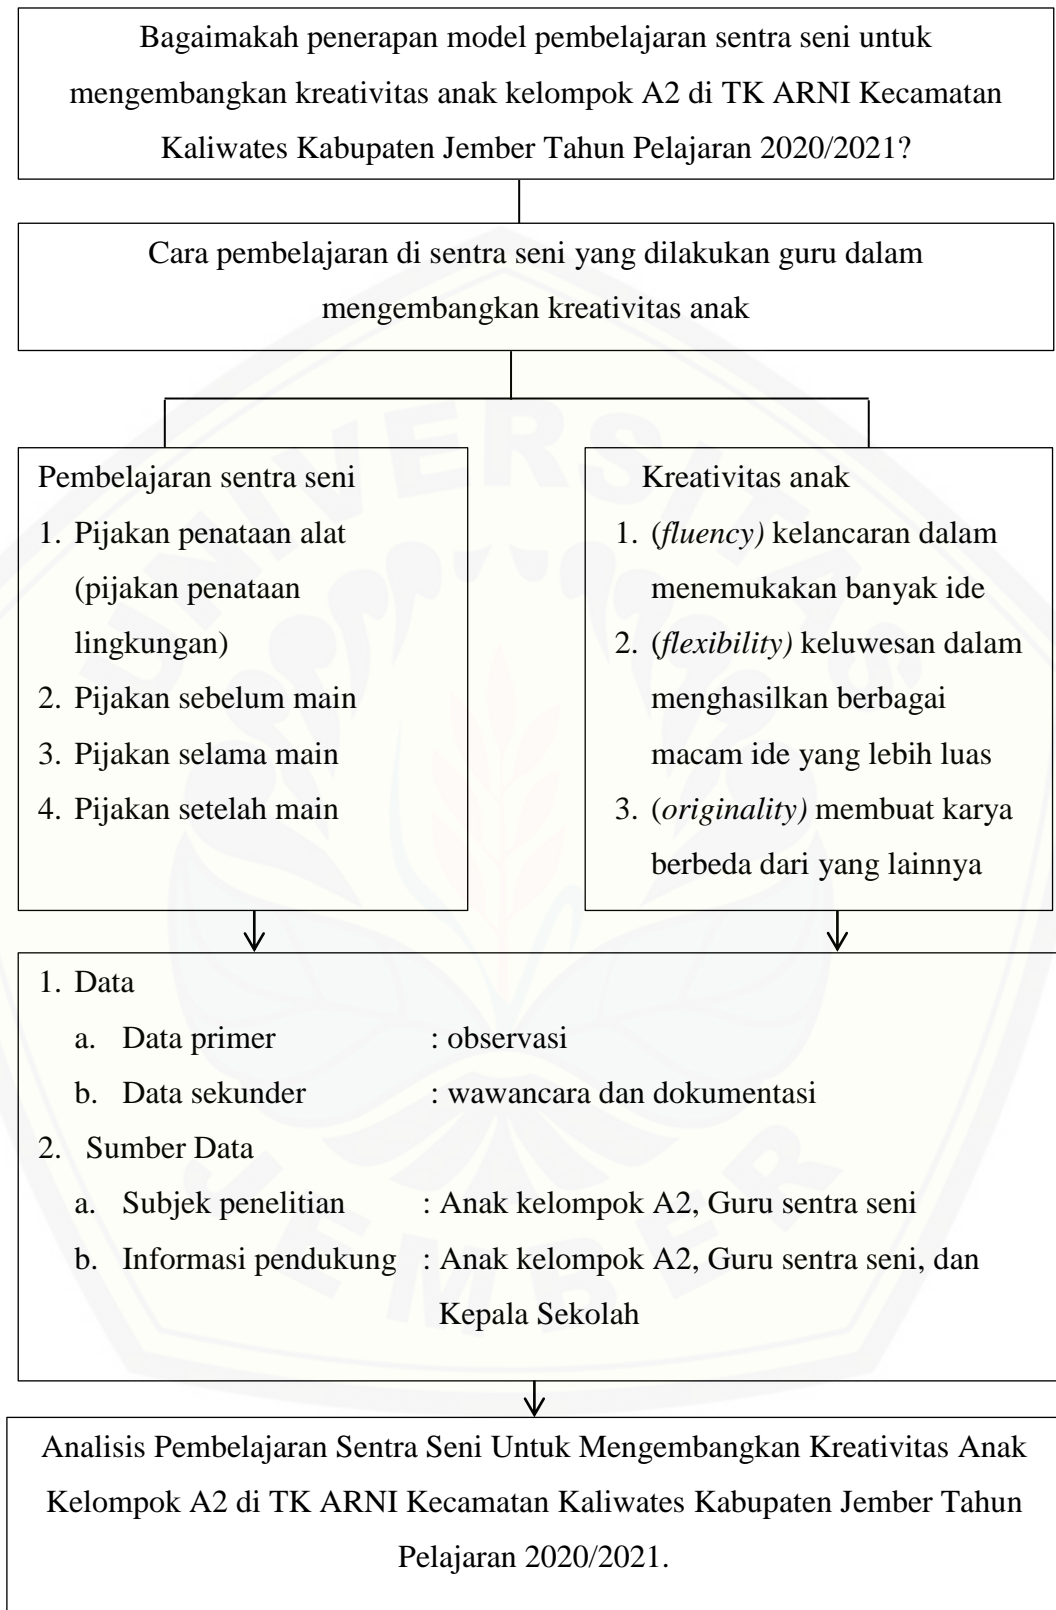 Bagaimakah penerapan model pembelajaran sentra seni untuk
mengembangkan kreativitas anak kelompok A2 di TK ARNI Kecamatan
Kaliwates Kabupaten Jember Tahun Pelajaran 2020/2021?
Cara pembelajaran di sentra seni yang dilakukan guru dalam
mengembangkan kreativitas anak
Pembelajaran sentra seni
1. Pijakan penataan alat
(pijakan penataan
lingkungan)
2. Pijakan sebelum main
3. Pijakan selama main
4. Pijakan setelah main
Kreativitas anak
1. (fluency) kelancaran dalam
menemukakan banyak ide
2. (flexibility) keluwesan dalam
menghasilkan berbagai
macam ide yang lebih luas
3. (originality) membuat karya
berbeda dari yang lainnya
1. Data
a. Data primer : observasi
b. Data sekunder : wawancara dan dokumentasi
2. Sumber Data
a. Subjek penelitian : Anak kelompok A2, Guru sentra seni
b. Informasi pendukung : Anak kelompok A2, Guru sentra seni, dan
Kepala Sekolah
Analisis Pembelajaran Sentra Seni Untuk Mengembangkan Kreativitas Anak
Kelompok A2 di TK ARNI Kecamatan Kaliwates Kabupaten Jember Tahun
Pelajaran 2020/2021.
UNIVERSITAS
JEMBER